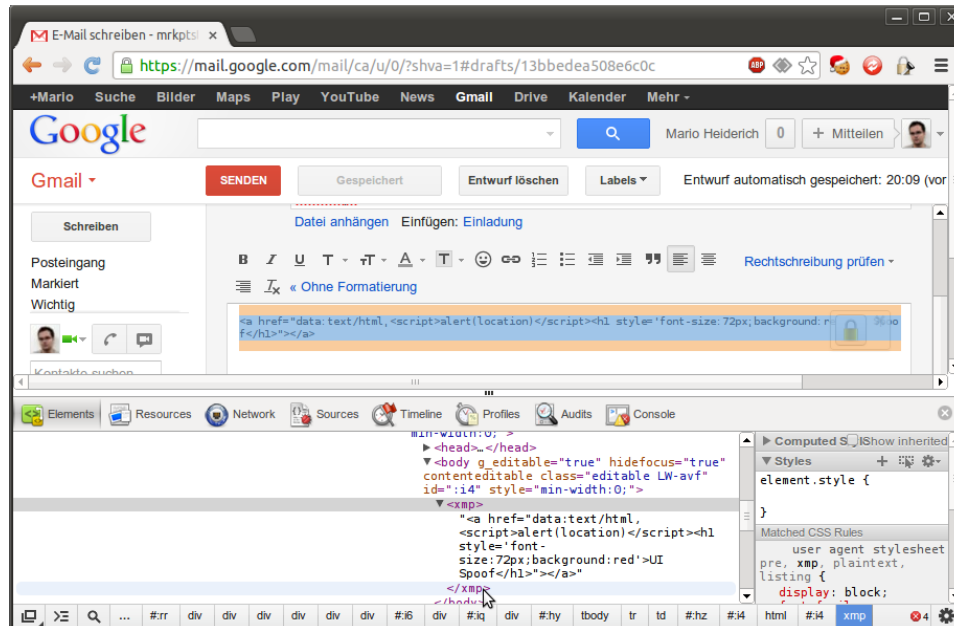 E-Mail schreiben - mrkpts
https://mail.google.com/mail/ca/u/0/?shva=1#drafts/13bbedea508e6c0c
ABP
+Mario Suche Bilder Maps Play YouTube News Gmail Drive Kalender Mehr
Google Mario Heiderich 0 + Mitteilen
Gmail SENDEN Gespeichert Entwurf löschen Labels Entwurf automatisch gespeichert: 20:09 (vor
Schreiben
Datei anhängen Einfügen: Einladung
Posteingang
Markiert
Wichtig
B I U T TT A T Rechtschreibung prüfen
Tx « Ohne Formatierung
<a href="data:text/html,<script>alert(location)</script><h1 style='font-size:72px;background:
f</h1>"></a>
Kontakte suchen
Elements Resources Network Sources Timeline Profiles Audits Console
min-width:0;">
<head>…</head>
<body g_editable="true" hidefocus="true"
contenteditable class="editable LW-avf"
id=":i4" style="min-width:0;">
<xmp>
"<a href="data:text/html,
<script>alert(location)</script><h1
style='font-
size:72px;background:red'>UI
Spoof</h1>"></a>"
</xmp>
</body>
Computed Show inherited
Styles
element.style {
}
Matched CSS Rules
user agent stylesheet
pre, xmp, plaintext,
listing {
display: block;
... #:rr div div div div div #:i6 div #:iq div #:hy tbody tr td #:hz #:i4 html #:i4 xmp 4